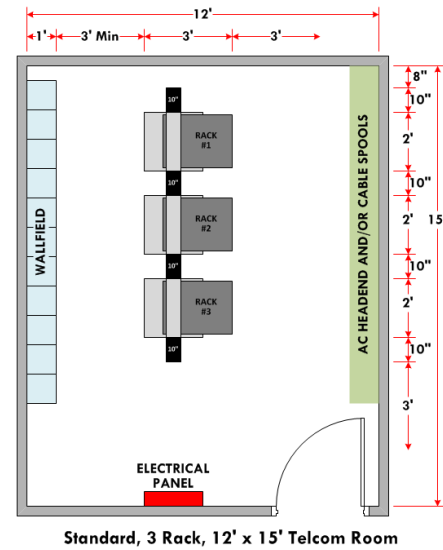 12'
1'
3' Min
3'
3'
8"
10"
2'
10"
2'
10"
2'
10"
3'
15
10"
RACK
#1
10"
RACK
#2
10"
RACK
#3
10"
WALLFIELD
AC HEADEND AND/OR CABLE SPOOLS
ELECTRICAL
PANEL
Standard, 3 Rack, 12' x 15' Telcom Room